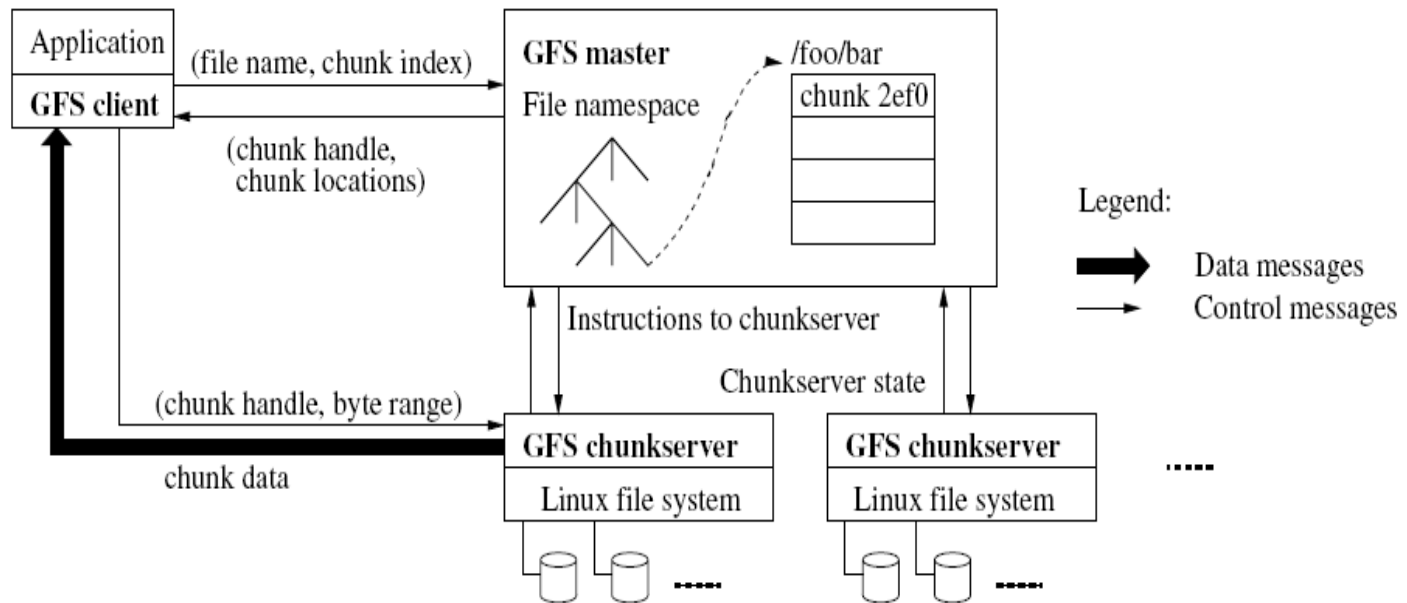 Application
GFS client
(file name, chunk index)
(chunk handle,
chunk locations)
GFS master
File namespace
/foo/bar
chunk 2ef0
Legend:
Data messages
Control messages
Instructions to chunkserver
Chunkserver state
(chunk handle, byte range)
chunk data
GFS chunkserver
Linux file system
GFS chunkserver
Linux file system